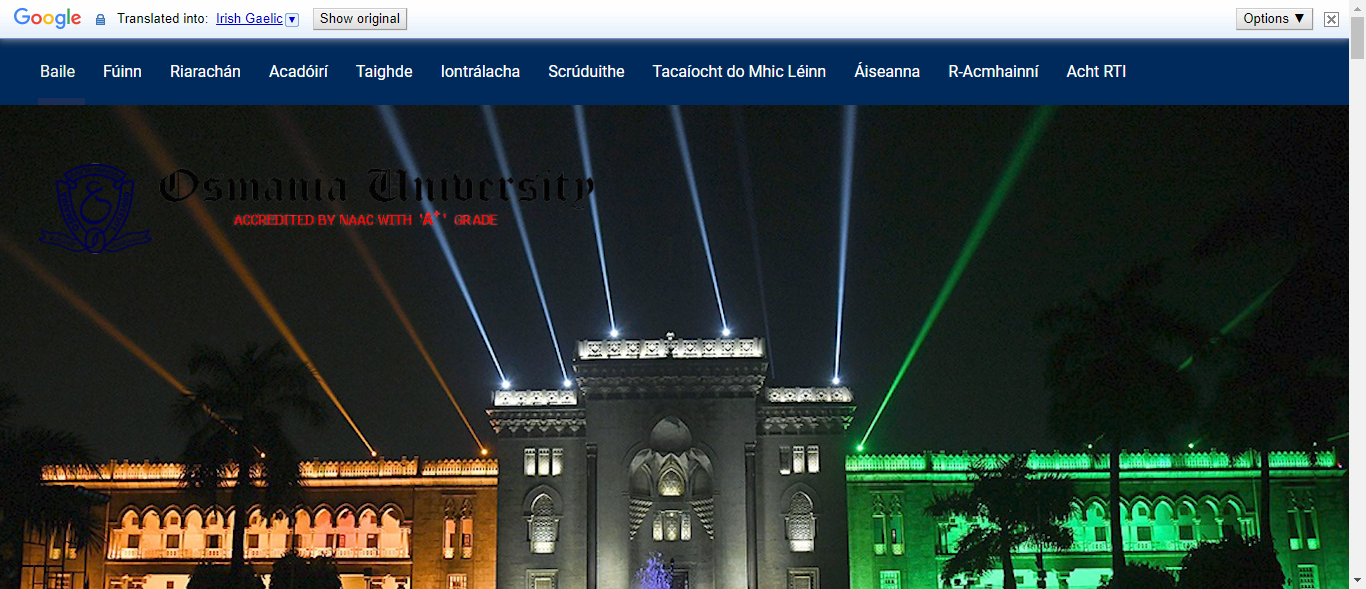 Google Translated into: Irish Gaelic Show original Options ▼
Baile Fúinn Riarachán Acadóirí Taighde Iontrálacha Scrúduithe Tacaíocht do Mhic Léinn Áiseanna R-Acmhainní Acht RTI
Osmania University
ACCREDITED BY NAAC WITH 'A+' GRADE